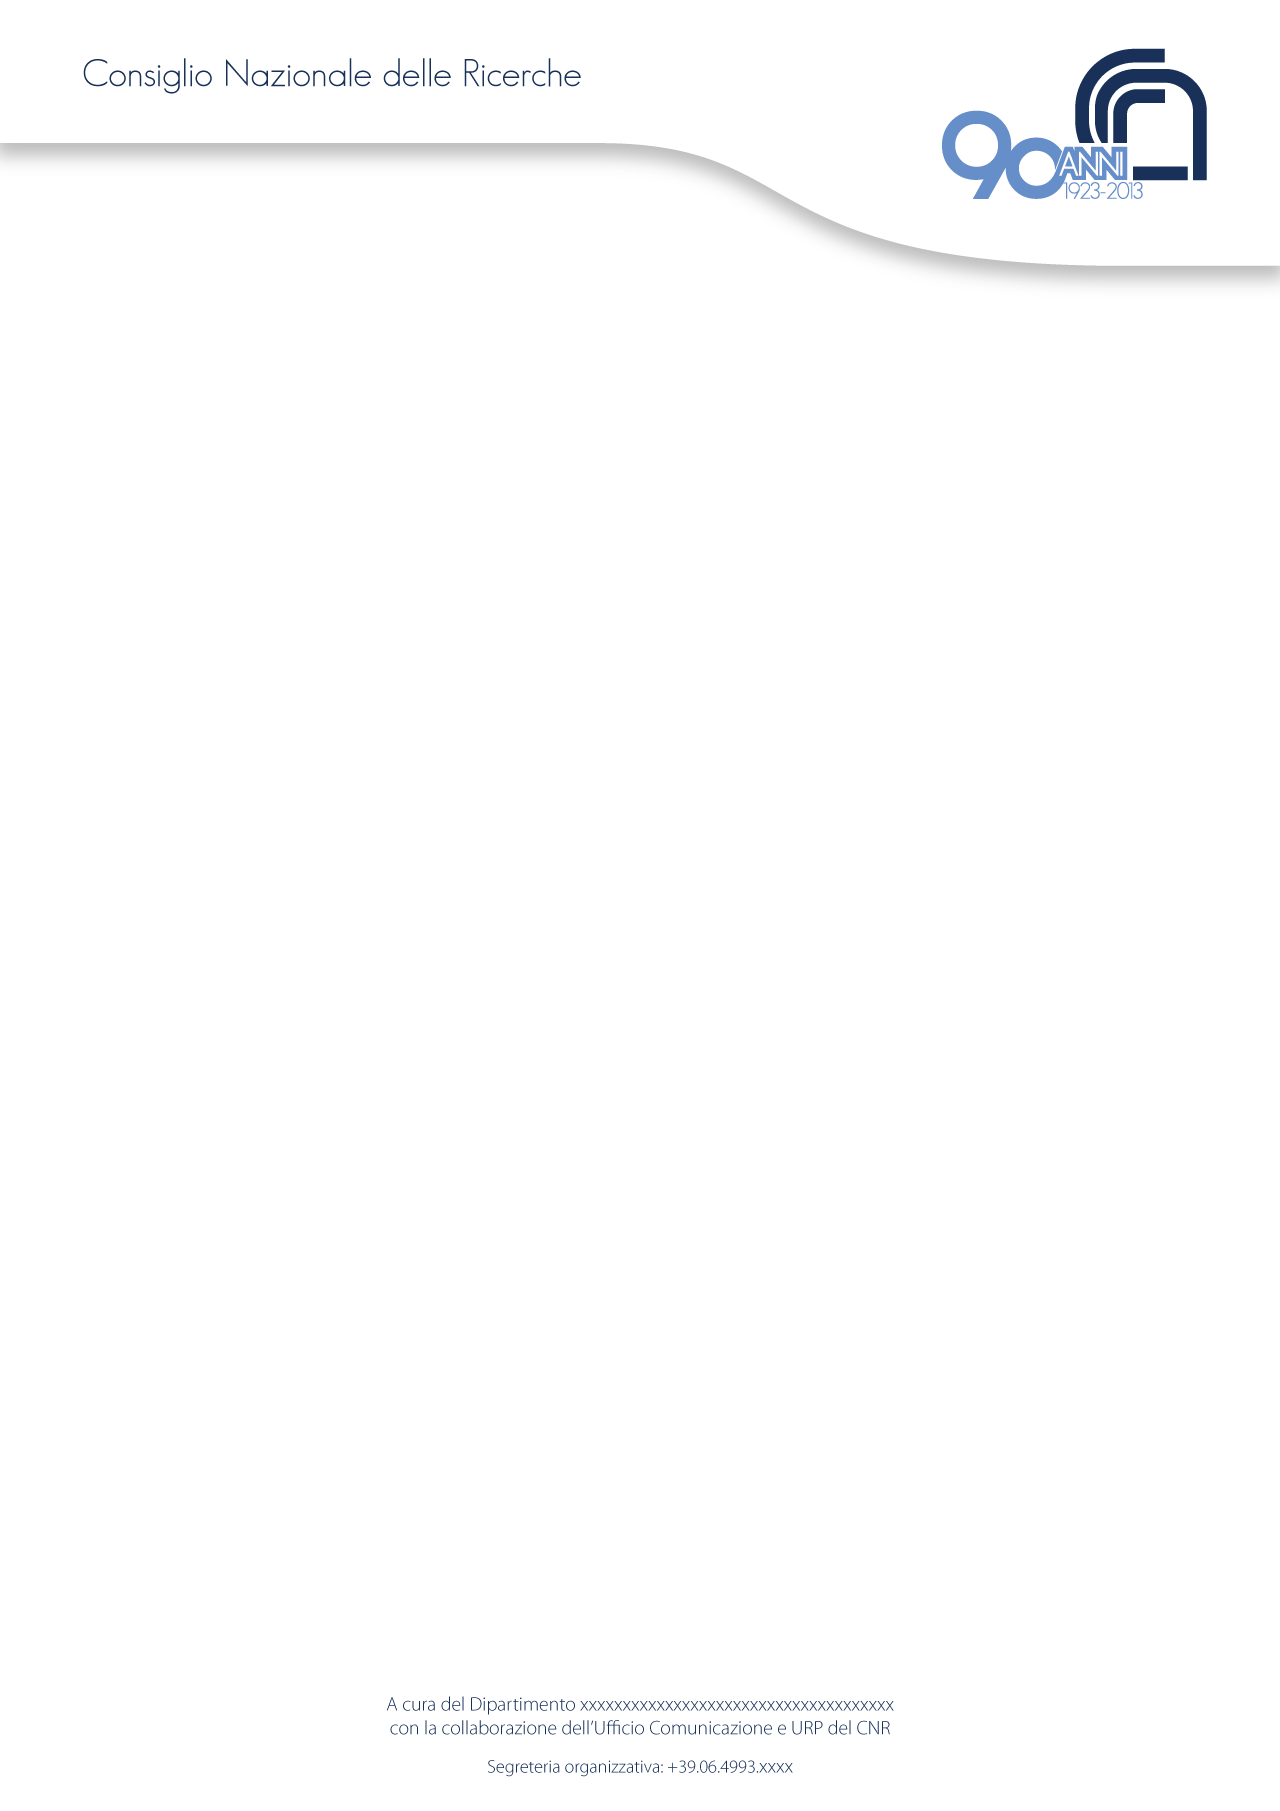 Consiglio Nazionale delle Ricerche
90 ANNI
1923-2013
A cura del Dipartimento xxxxxxxxxxxxxxxxxxxxxxxxxxxxxxxxxxxxx
con la collaborazione dell’Ufficio Comunicazione e URP del CNR
Segreteria organizzativa: +39.06.4993.xxxx